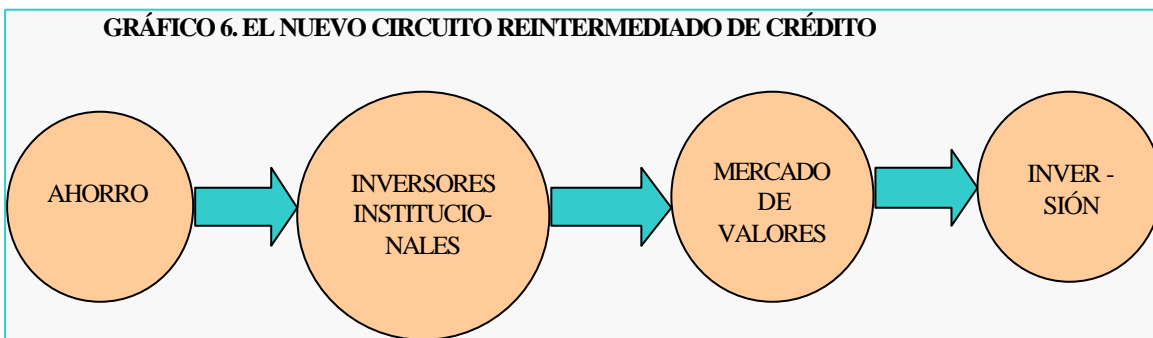 GRÁFICO 6. EL NUEVO CIRCUITO REINTERMEDIADO DE CRÉDITO
AHORRO
INVERSORES
INSTITUCIO-
NALES
MERCADO
DE
VALORES
INVER -
SIÓN